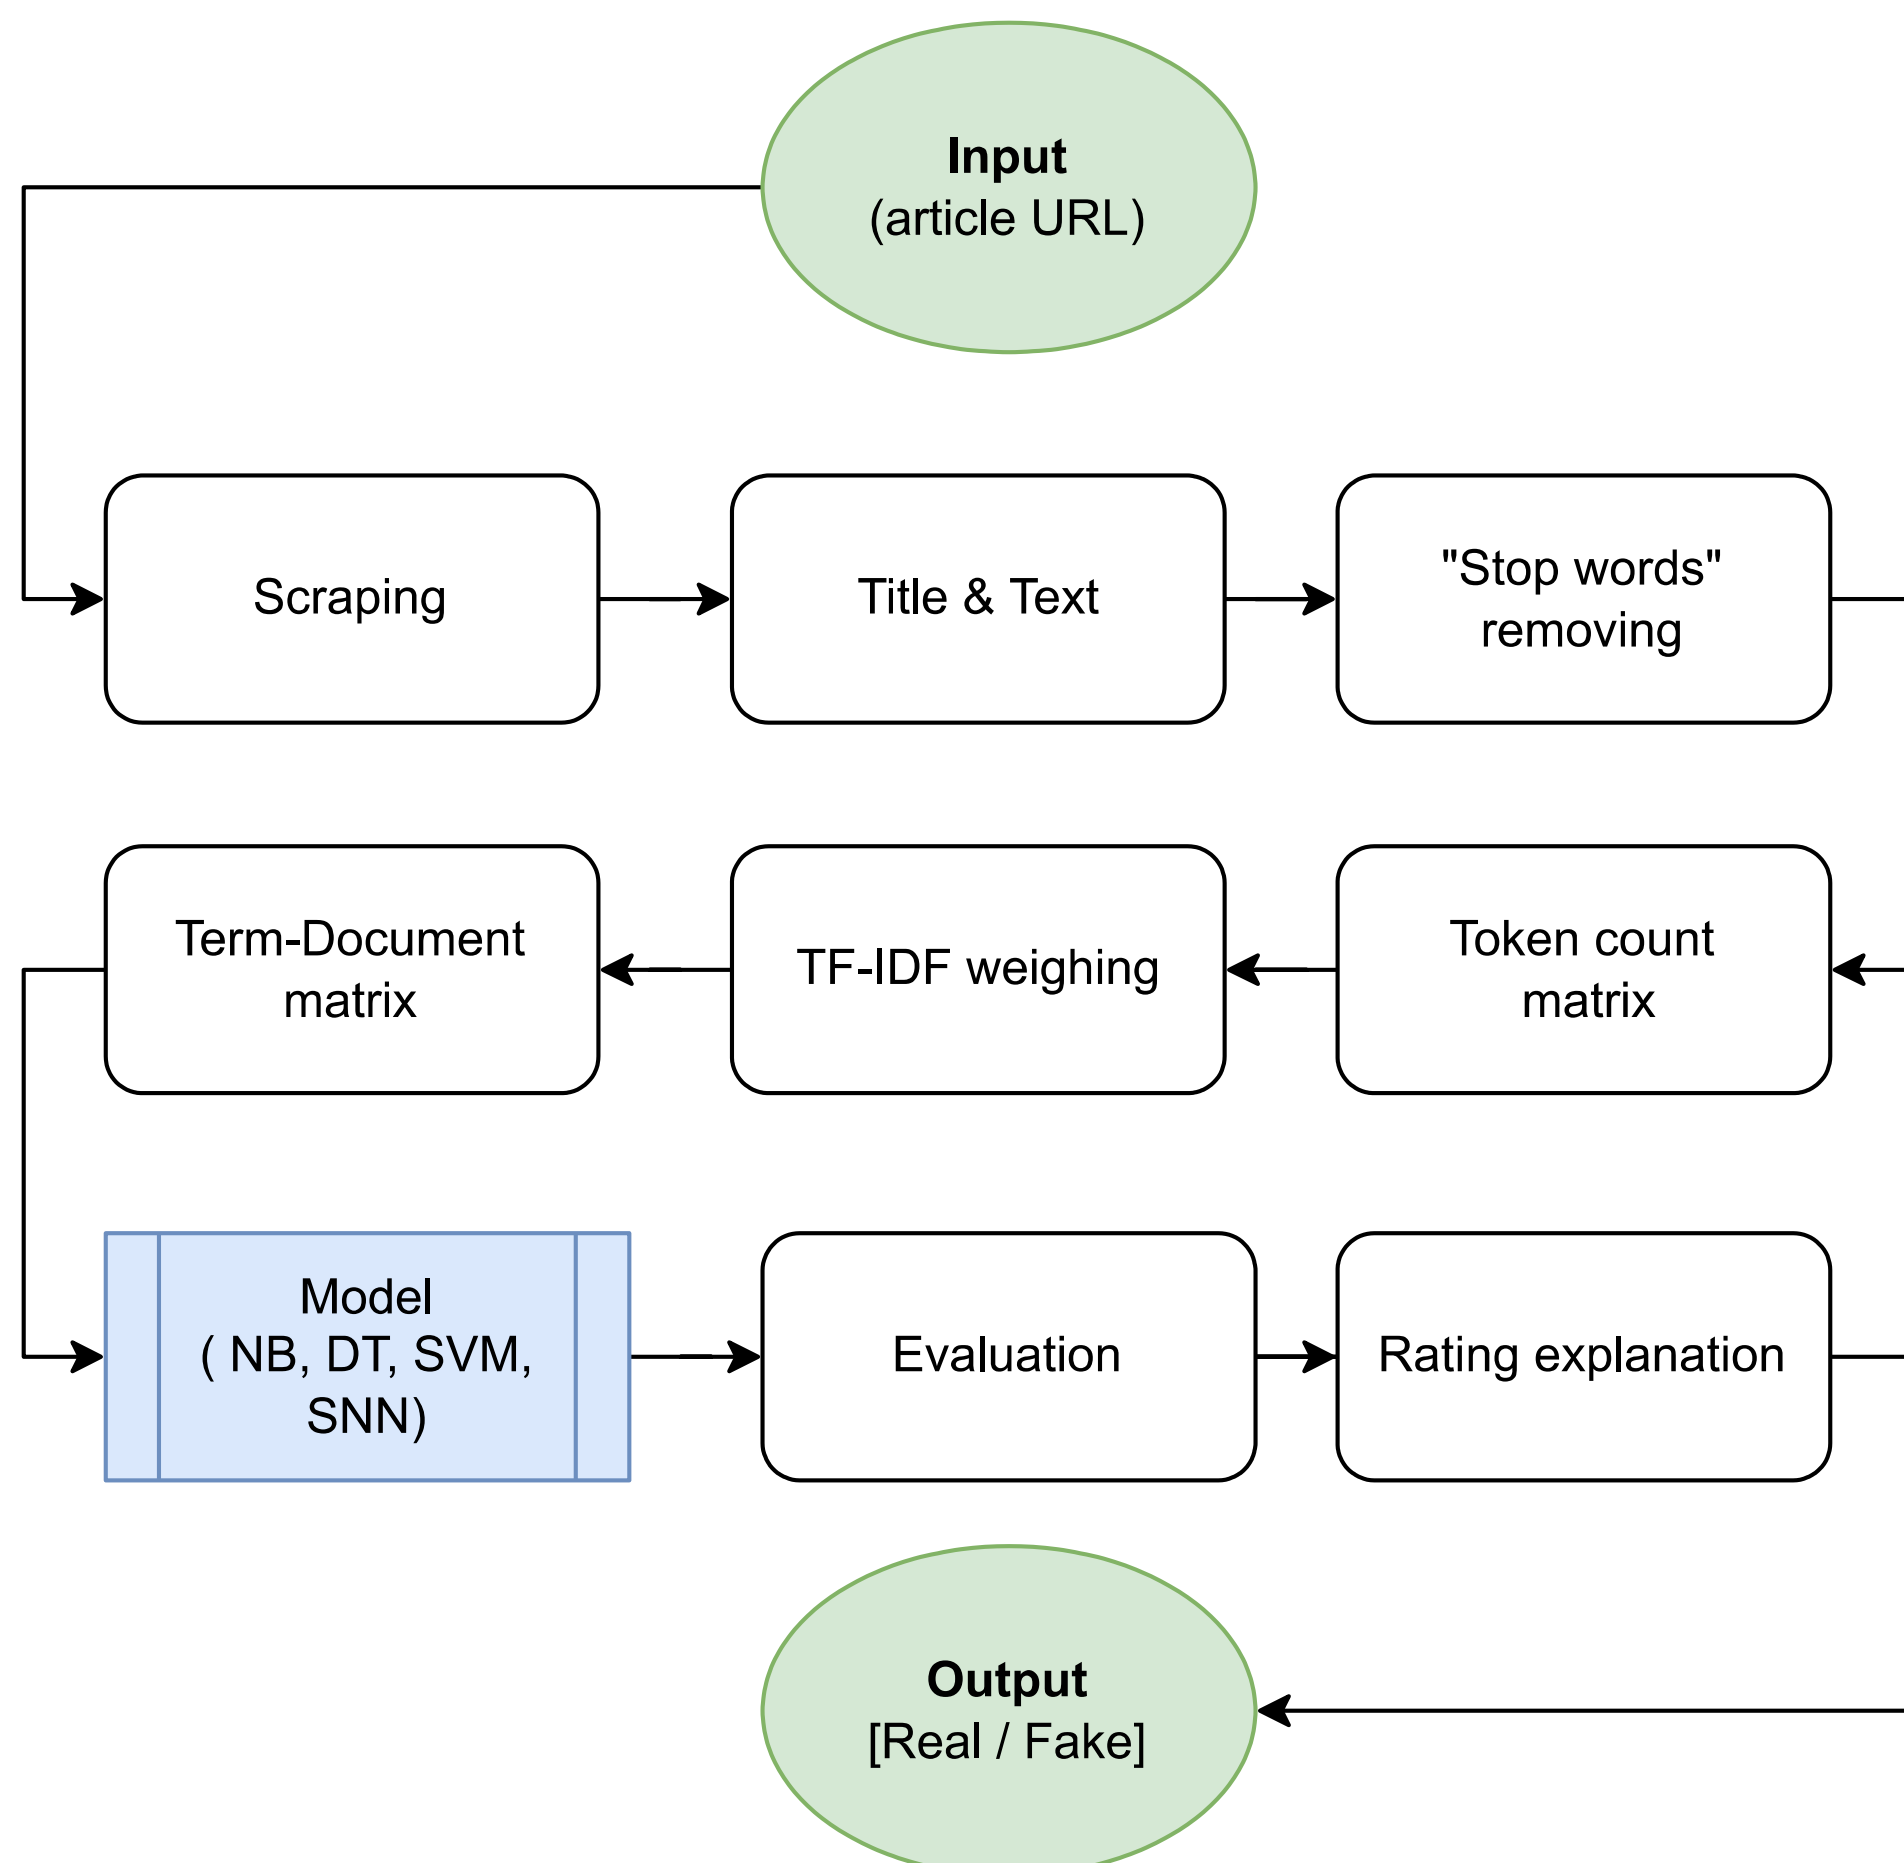 Input
(article URL)
Scraping
Title & Text
"Stop words"
removing
Token count
matrix
TF-IDF weighing
Term-Document
matrix
Model
( NB, DT, SVM,
SNN)
Evaluation
Rating explanation
Output
[Real / Fake]